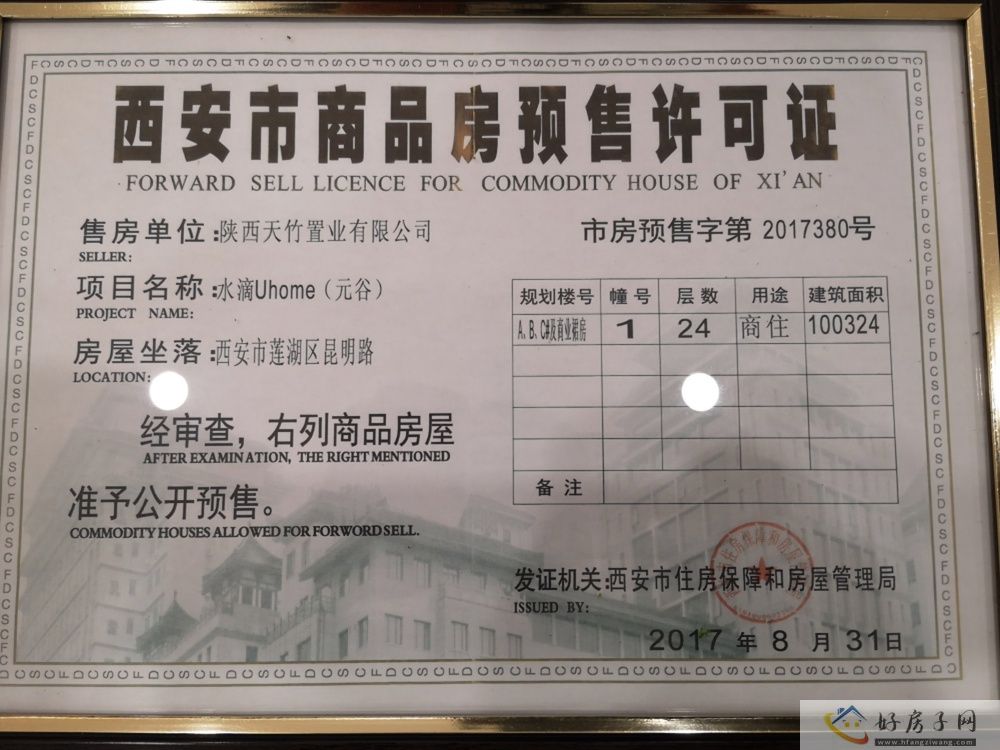 西安市商品房预售许可证
FORWARD SELL LICENCE FOR COMMODITY HOUSE OF XI'AN
售房单位:陕西天竹置业有限公司
SELLER:
市房预售字第 2017380号
项目名称:水滴Uhome（元谷）
PROJECT NAME:
房屋坐落:西安市莲湖区昆明路
LOCATION:
规划楼号 幢号 层数 用途 建筑面积
A、B、C#及商业裙房 1 24 商住 100324
备注
经审查，右列商品房屋
AFTER EXAMINATION, THE RIGHT MENTIONED
准予公开预售。
COMMODITY HOUSES ALLOWED FOR FORWORD SELL.
发证机关:西安市住房保障和房屋管理局
ISSUED BY:
2017 年 8 月 31日
好房子网
www.hfangziwang.com